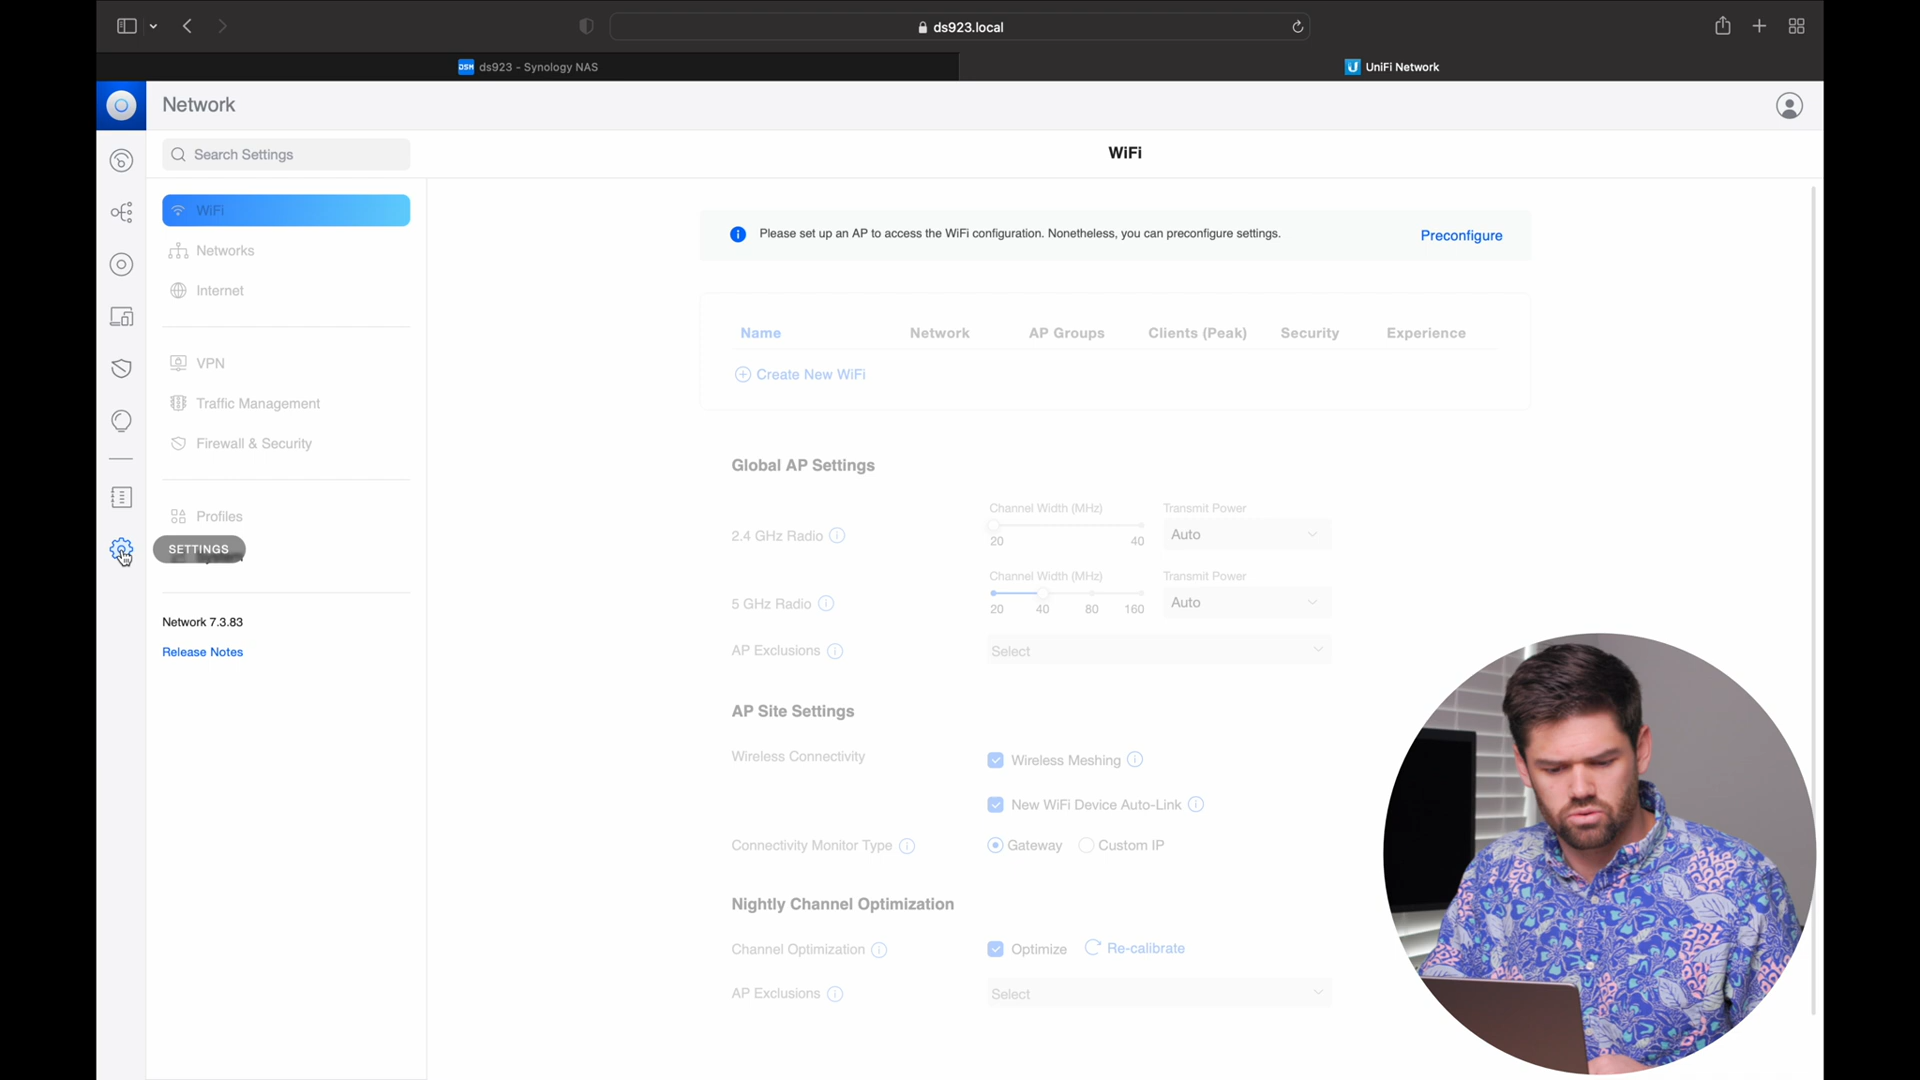 ds923.local
DSM ds923 - Synology NAS
U UniFi Network
Network
Search Settings
WiFi
WiFi
Networks
Internet
VPN
Traffic Management
Firewall & Security
Profiles
SETTINGS
Network 7.3.83
Release Notes
Please set up an AP to access the WiFi configuration. Nonetheless, you can preconfigure settings.
Preconfigure
Name Network AP Groups Clients (Peak) Security Experience
Create New WiFi
Global AP Settings
Channel Width (MHz) Transmit Power
2.4 GHz Radio Auto
20 40
Channel Width (MHz) Transmit Power
5 GHz Radio Auto
20 40 80 160
AP Exclusions Select
AP Site Settings
Wireless Connectivity Wireless Meshing
New WiFi Device Auto-Link
Connectivity Monitor Type Gateway Custom IP
Nightly Channel Optimization
Channel Optimization Optimize Re-calibrate
AP Exclusions Select